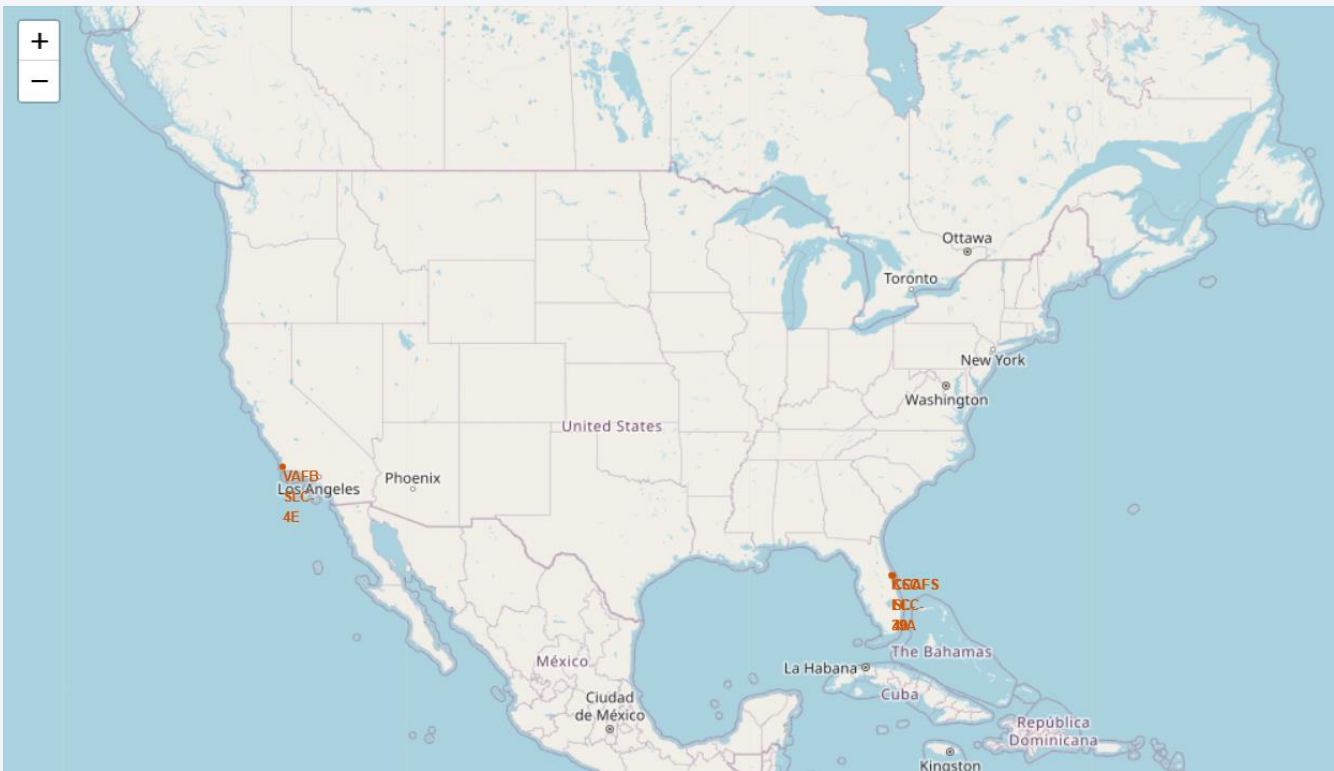 +
−
Ottawa
Toronto
New York
Washington
United States
Phoenix
VAFB
Los Angeles
SLC-
4E
The Bahamas
La Habana
México
Cuba
Ciudad
de México
República
Dominicana
Kingston